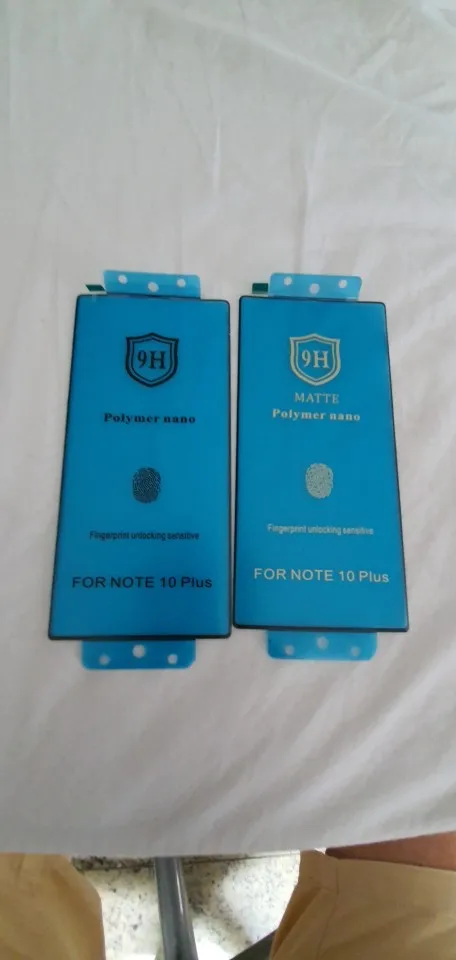 9H
Polymer nano
Fingerprint unlocking sensitive
FOR NOTE 10 Plus
9H
MATTE
Polymer nano
Fingerprint unlocking sensitive
FOR NOTE 10 Plus